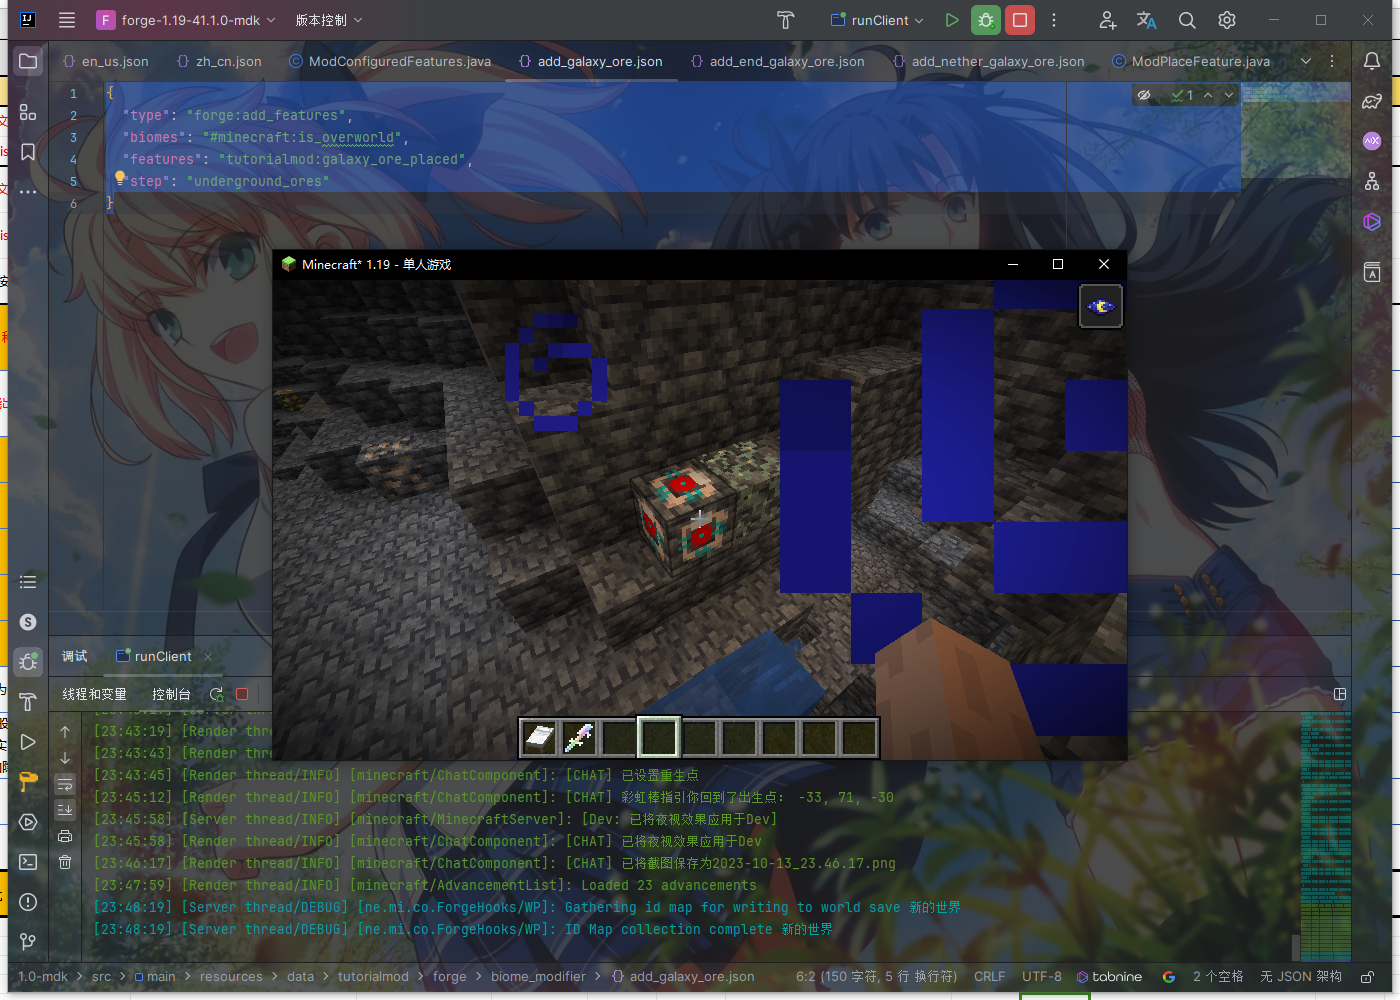 F forge-1.19-41.1.0-mdk 版本控制 runClient
en_us.json zh_cn.json ModConfiguredFeatures.java add_galaxy_ore.json add_end_galaxy_ore.json add_nether_galaxy_ore.json ModPlaceFeature.java
1 {
2 "type": "forge:add_features",
3 "biomes": "#minecraft:is_overworld",
4 "features": "tutorialmod:galaxy_ore_placed",
5 "step": "underground_ores"
6 }
1
Minecraft* 1.19 - 单人游戏
调试 runClient
线程和变量 控制台
[23:43:19] [Render thre
[23:43:43] [Render thre
[23:43:45] [Render thread/INFO] [minecraft/ChatComponent]: [CHAT] 已设置重生点
[23:45:12] [Render thread/INFO] [minecraft/ChatComponent]: [CHAT] 彩虹棒指引你回到了出生点： -33, 71, -30
[23:45:58] [Server thread/INFO] [minecraft/MinecraftServer]: [Dev: 已将夜视效果应用于Dev]
[23:45:58] [Render thread/INFO] [minecraft/ChatComponent]: [CHAT] 已将夜视效果应用于Dev
[23:46:17] [Render thread/INFO] [minecraft/ChatComponent]: [CHAT] 已将截图保存为2023-10-13_23.46.17.png
[23:47:59] [Render thread/INFO] [minecraft/AdvancementList]: Loaded 23 advancements
[23:48:19] [Server thread/DEBUG] [ne.mi.co.ForgeHooks/WP]: Gathering id map for writing to world save 新的世界
[23:48:19] [Server thread/DEBUG] [ne.mi.co.ForgeHooks/WP]: ID Map collection complete 新的世界
1.0-mdk > src > main > resources > data > tutorialmod > forge > biome_modifier > add_galaxy_ore.json 6:2 (150 字符, 5 行 换行符) CRLF UTF-8 tabnine 2 个空格 无 JSON 架构